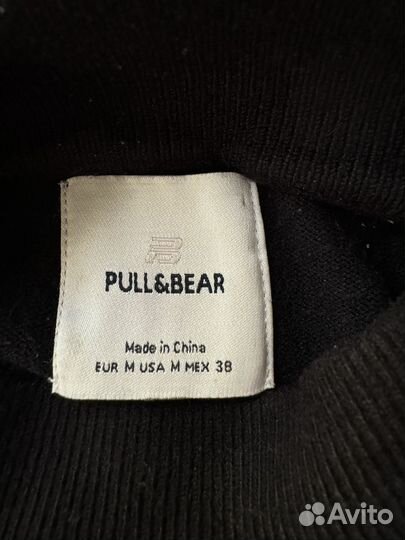 PULL&BEAR
Made in China
EUR M USA M MEX 38
Avito